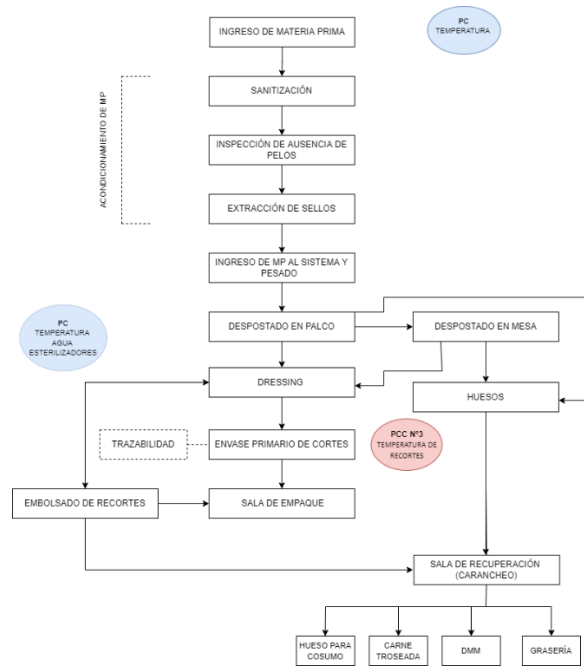 INGRESO DE MATERIA PRIMA
PC
TEMPERATURA
SANITIZACIÓN
ACONDICIONAMIENTO DE MP
INSPECCIÓN DE AUSENCIA DE
PELOS
EXTRACCIÓN DE SELLOS
INGRESO DE MP AL SISTEMA Y
PESADO
PC
TEMPERATURA
AGUA
ESTERILIZADORES
DESPOSTADO EN PALCO
DESPOSTADO EN MESA
DRESSING
HUESOS
TRAZABILIDAD
ENVASE PRIMARIO DE CORTES
PCC Nº3
TEMPERATURA DE
RECORTES
EMBOLSADO DE RECORTES
SALA DE EMPAQUE
SALA DE RECUPERACIÓN
(CARANCHEO)
HUESO PARA
COSUMO
CARNE
TROSEADA
DMM
GRASERÍA